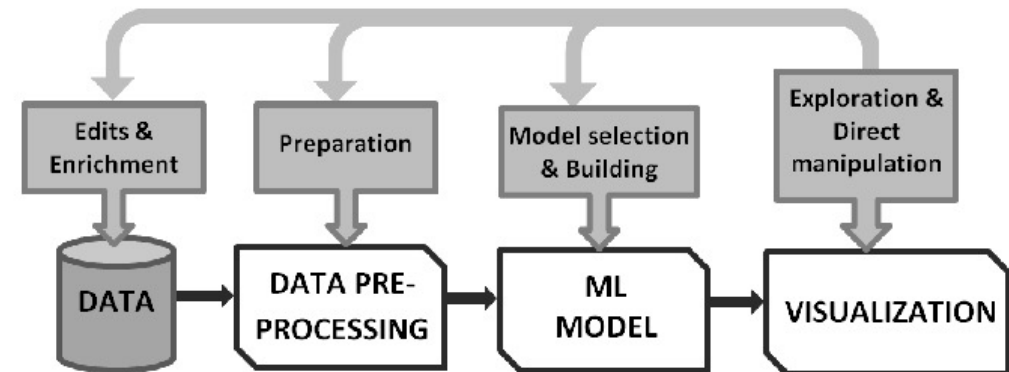 Edits &
Enrichment
Preparation
Model selection
& Building
Exploration &
Direct
manipulation
DATA
DATA PRE-
PROCESSING
ML
MODEL
VISUALIZATION